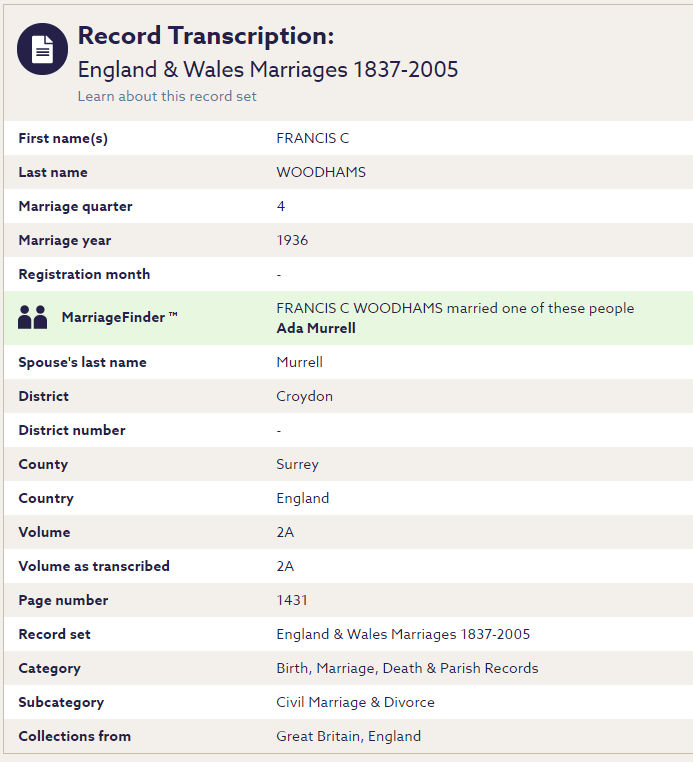 Record Transcription:
England & Wales Marriages 1837-2005
Learn about this record set
First name(s) FRANCIS C
Last name WOODHAMS
Marriage quarter 4
Marriage year 1936
Registration month -
MarriageFinder ™ FRANCIS C WOODHAMS married one of these people
Ada Murrell
Spouse's last name Murrell
District Croydon
District number -
County Surrey
Country England
Volume 2A
Volume as transcribed 2A
Page number 1431
Record set England & Wales Marriages 1837-2005
Category Birth, Marriage, Death & Parish Records
Subcategory Civil Marriage & Divorce
Collections from Great Britain, England